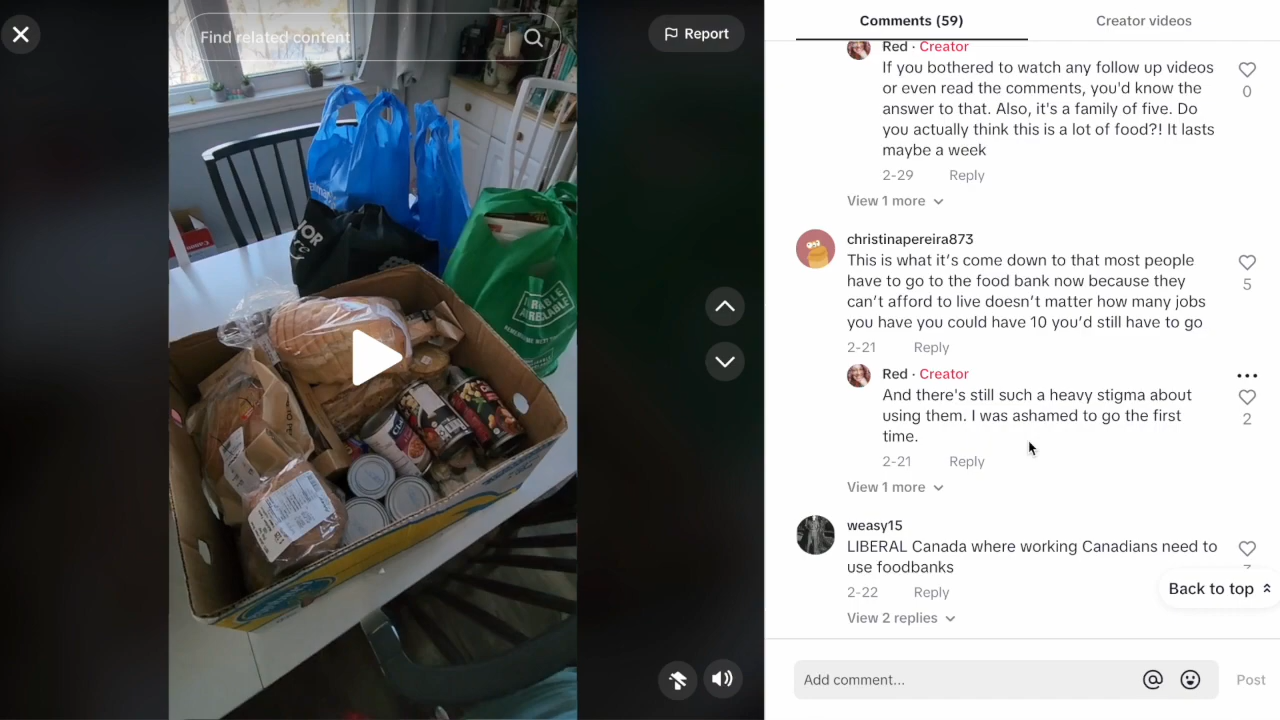 Find related content
Report
Comments (59)
Creator videos
Red · Creator
If you bothered to watch any follow up videos
or even read the comments, you'd know the
answer to that. Also, it's a family of five. Do
you actually think this is a lot of food?! It lasts
maybe a week
0
2-29 Reply
View 1 more
christinapereira873
This is what it’s come down to that most people
have to go to the food bank now because they
can’t afford to live doesn’t matter how many jobs
you have you could have 10 you’d still have to go
5
2-21 Reply
Red · Creator
And there's still such a heavy stigma about
using them. I was ashamed to go the first
time.
2
2-21 Reply
View 1 more
weasy15
LIBERAL Canada where working Canadians need to
use foodbanks
2-22 Reply
View 2 replies
Back to top
Add comment...
Post